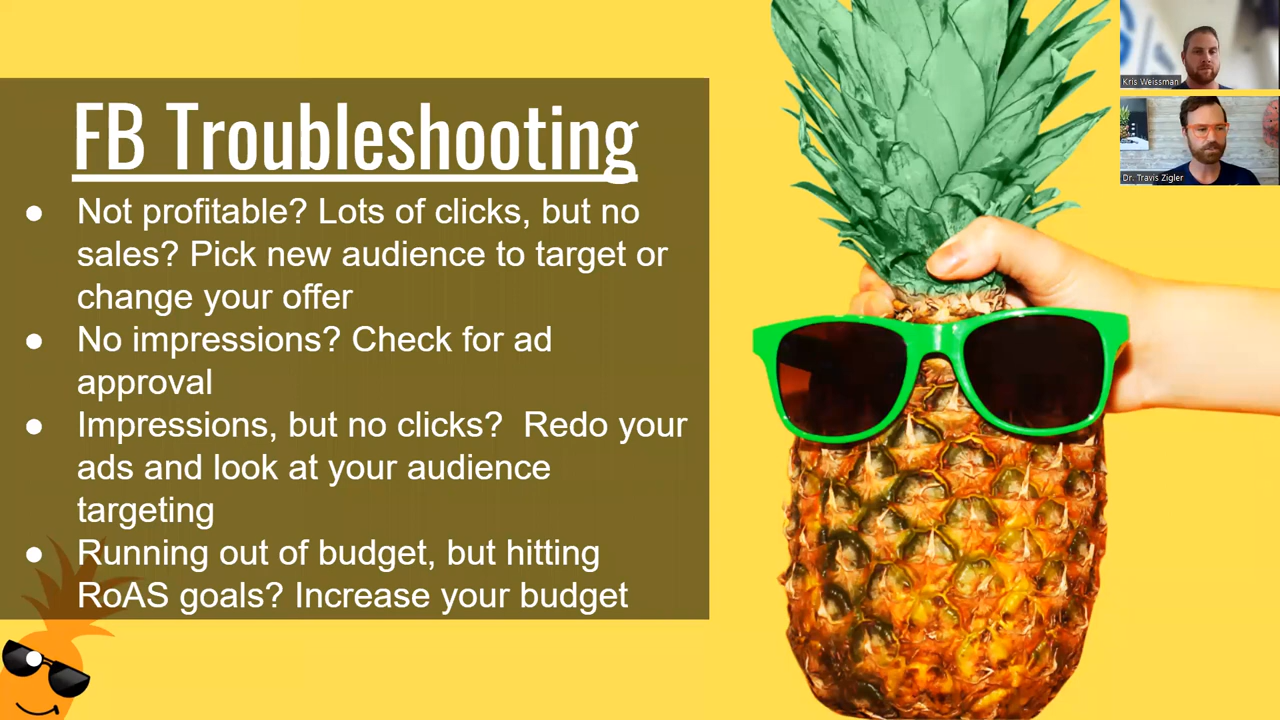 FB Troubleshooting
● Not profitable? Lots of clicks, but no
sales? Pick new audience to target or
change your offer
● No impressions? Check for ad
approval
● Impressions, but no clicks?  Redo your
ads and look at your audience
targeting
● Running out of budget, but hitting
RoAS goals? Increase your budget
Kris Weissman
Dr. Travis Zigler